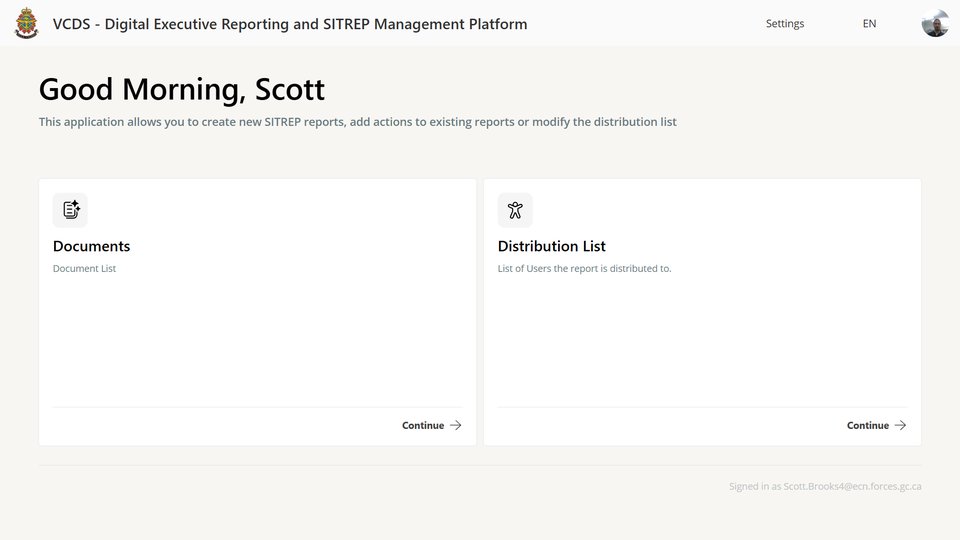 VCDS - Digital Executive Reporting and SITREP Management Platform
Settings
EN
Good Morning, Scott
This application allows you to create new SITREP reports, add actions to existing reports or modify the distribution list
Documents
Document List
Continue
Distribution List
List of Users the report is distributed to.
Continue
Signed in as Scott.Brooks4@ecn.forces.gc.ca